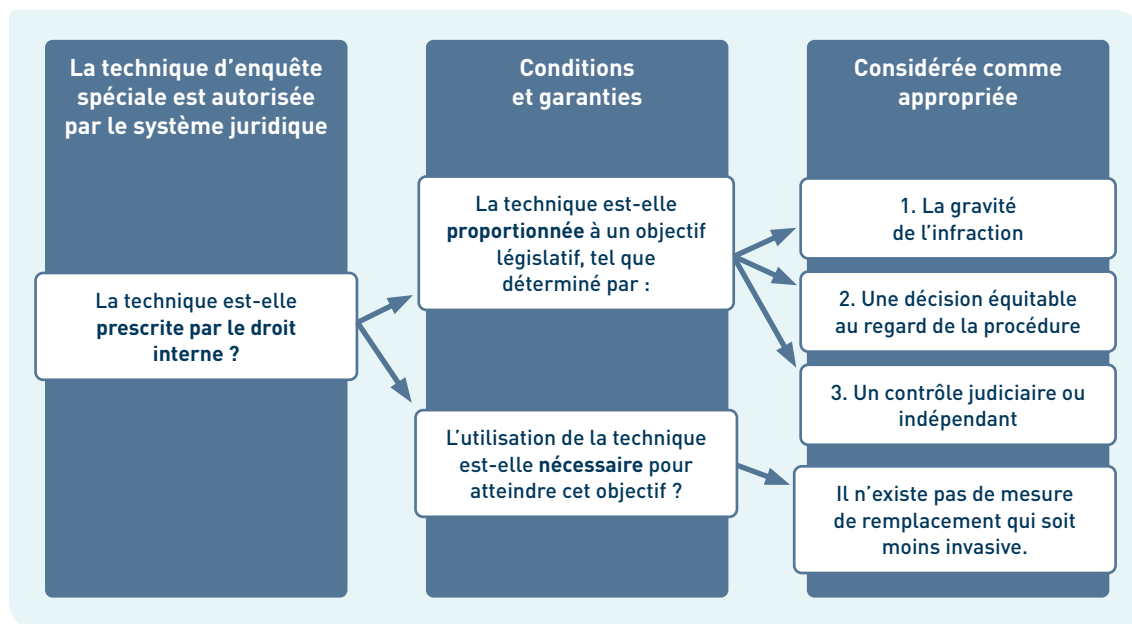 La technique d'enquête
spéciale est autorisée
par le système juridique
La technique est-elle
prescrite par le droit
interne ?
Conditions
et garanties
La technique est-elle
proportionnée à un objectif
législatif, tel que
déterminé par :
L'utilisation de la technique
est-elle nécessaire pour
atteindre cet objectif ?
Considérée comme
appropriée
1. La gravité
de l'infraction
2. Une décision équitable
au regard de la procédure
3. Un contrôle judiciaire ou
indépendant
Il n'existe pas de mesure
de remplacement qui soit
moins invasive.